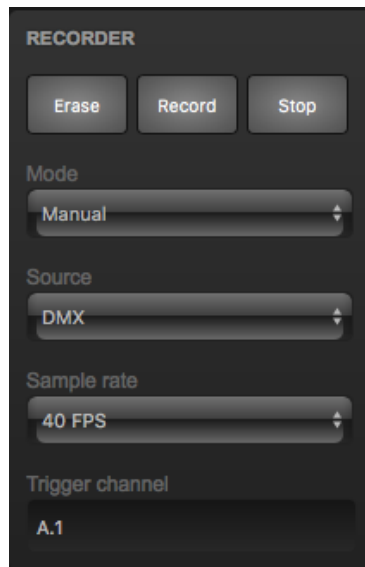 RECORDER
Erase Record Stop
Mode
Manual
Source
DMX
Sample rate
40 FPS
Trigger channel
A.1